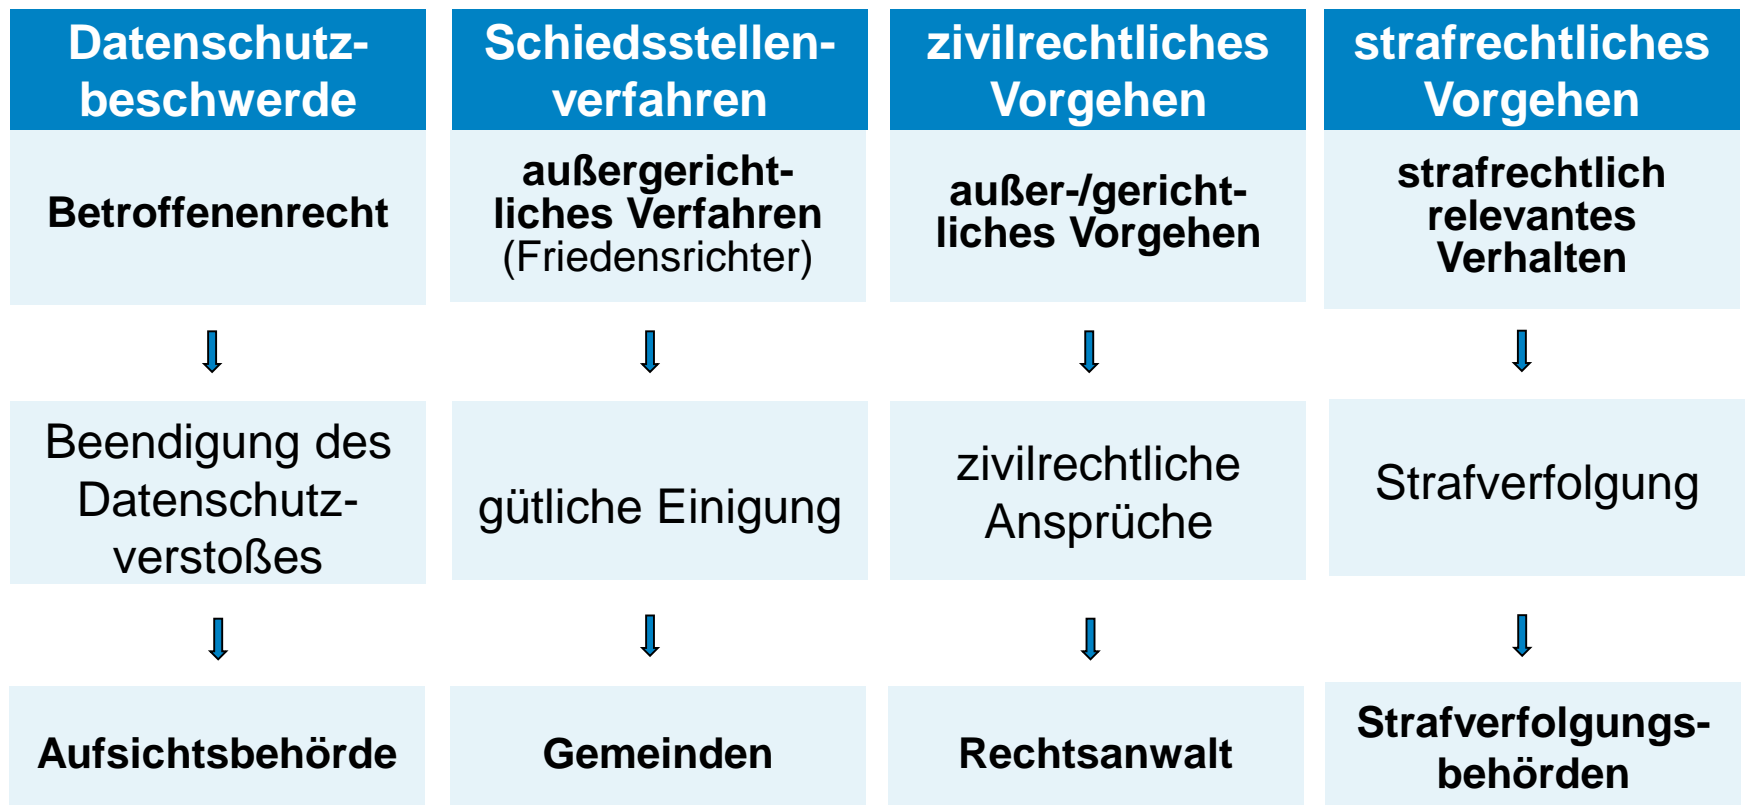 Datenschutz-
beschwerde
Betroffenenrecht
Beendigung des
Datenschutz-
verstoßes
Aufsichtsbehörde
Schiedsstellen-
verfahren
außergericht-
liches Verfahren
(Friedensrichter)
gütliche Einigung
Gemeinden
zivilrechtliches
Vorgehen
außer-/gericht-
liches Vorgehen
zivilrechtliche
Ansprüche
Rechtsanwalt
strafrechtliches
Vorgehen
strafrechtlich
relevantes
Verhalten
Strafverfolgung
Strafverfolgungs-
behörden